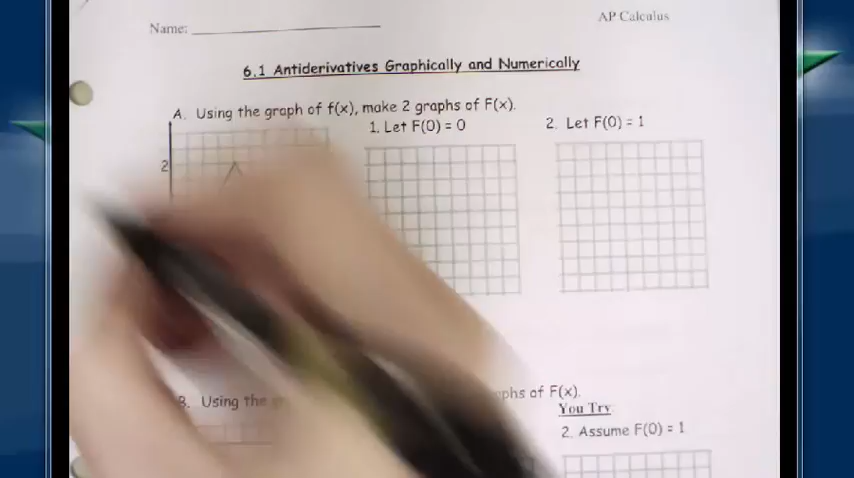 Name:
AP Calculus
6.1 Antiderivatives Graphically and Numerically
A. Using the graph of f(x), make 2 graphs of F(x).
1. Let F(0) = 0
2. Let F(0) = 1
2
B. Using the
of F(x).
You Try
2. Assume F(0) = 1